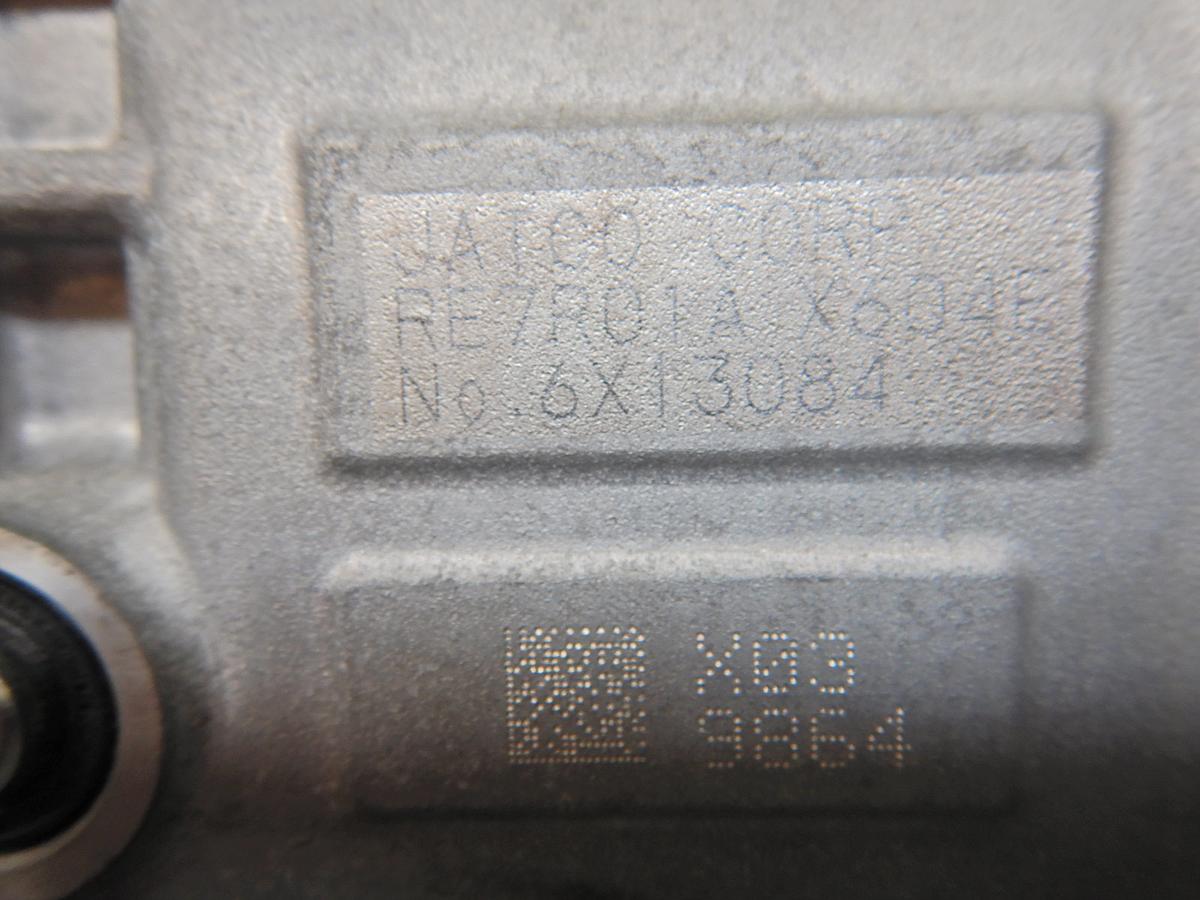 JATCO CORP
RE7R01A X604E
No.6X13084
X03
9864